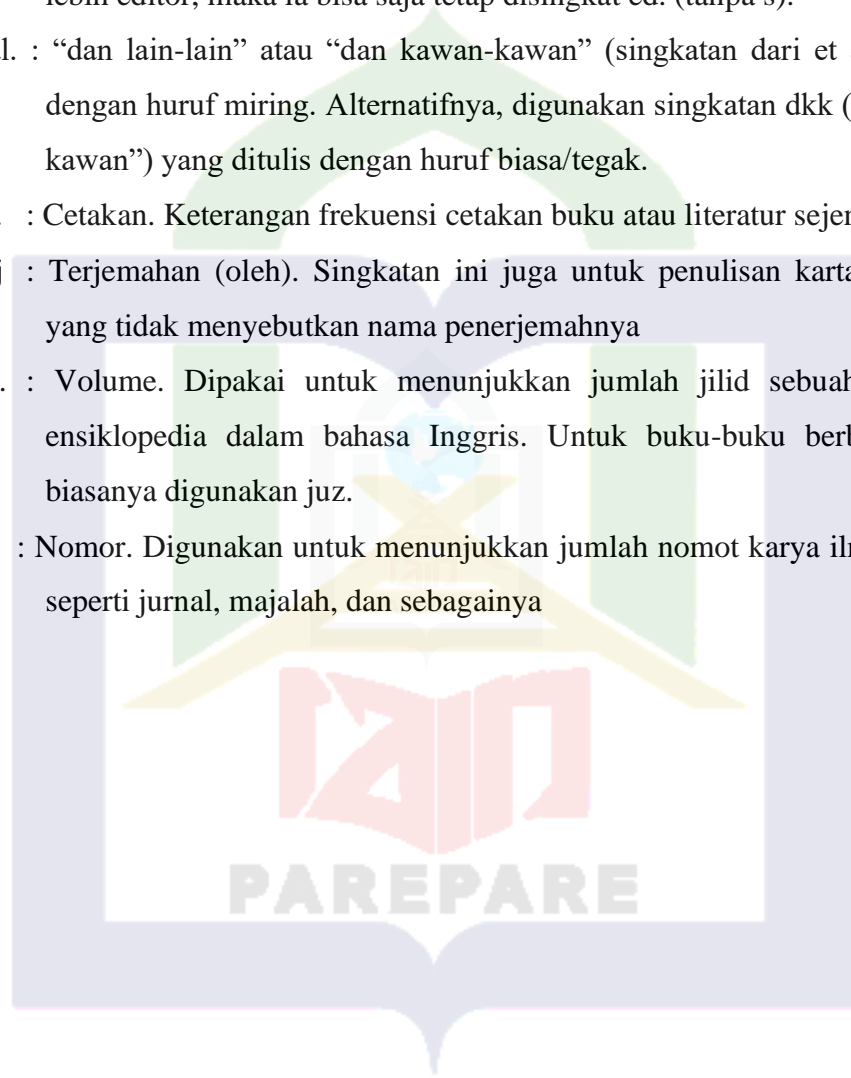 lebih editor, maka ia bisa saja tetap disingkat ed. (tanpa s).
l. : “dan lain-lain” atau “dan kawan-kawan” (singkatan dari et
dengan huruf miring. Alternatifnya, digunakan singkatan dkk (
kawan”) yang ditulis dengan huruf biasa/tegak.
. : Cetakan. Keterangan frekuensi cetakan buku atau literatur
j : Terjemahan (oleh). Singkatan ini juga untuk penulisan
yang tidak menyebutkan nama penerjemahnya
. : Volume. Dipakai untuk menunjukkan jumlah jilid sebuah
ensiklopedia dalam bahasa Inggris. Untuk buku-buku
biasanya digunakan juz.
: Nomor. Digunakan untuk menunjukkan jumlah nomot karya
seperti jurnal, majalah, dan sebagainya
PAREPARE